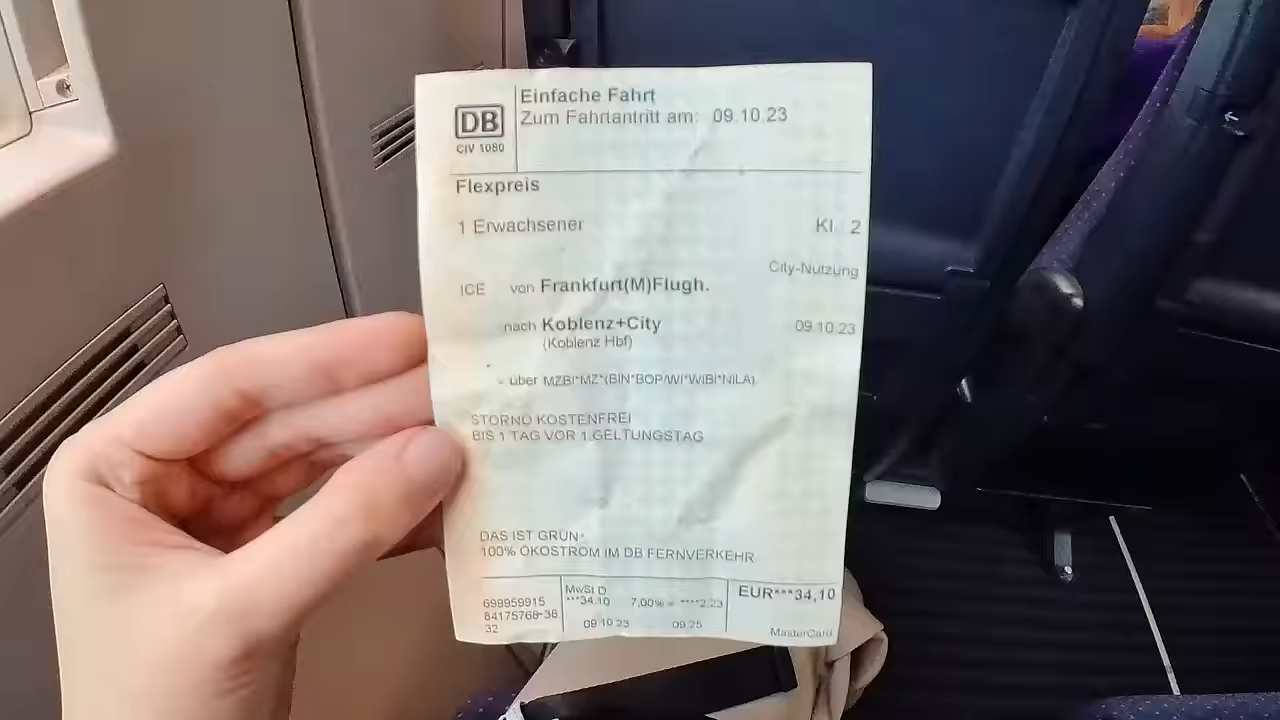 Einfache Fahrt
DB
Zum Fahrtantritt am: 09.10.23
CIV 1080
Flexpreis
1 Erwachsener Kl. 2
City-Nutzung
ICE von Frankfurt(M)Flugh.
nach Koblenz+City 09.10.23
(Koblenz Hbf)
über MZBI*MZ*(BIN*BOP/WI*WIBI*NILA)
STORNO KOSTENFREI
BIS 1 TAG VOR 1.GELTUNGSTAG
DAS IST GRÜN.
100% ÖKOSTROM IM DB FERNVERKEHR.
MwSt D
EUR***34,10
699959915 ***34,10 7,00% = ****2,23
84175768-36
32 09.10.23 09:25
MasterCard